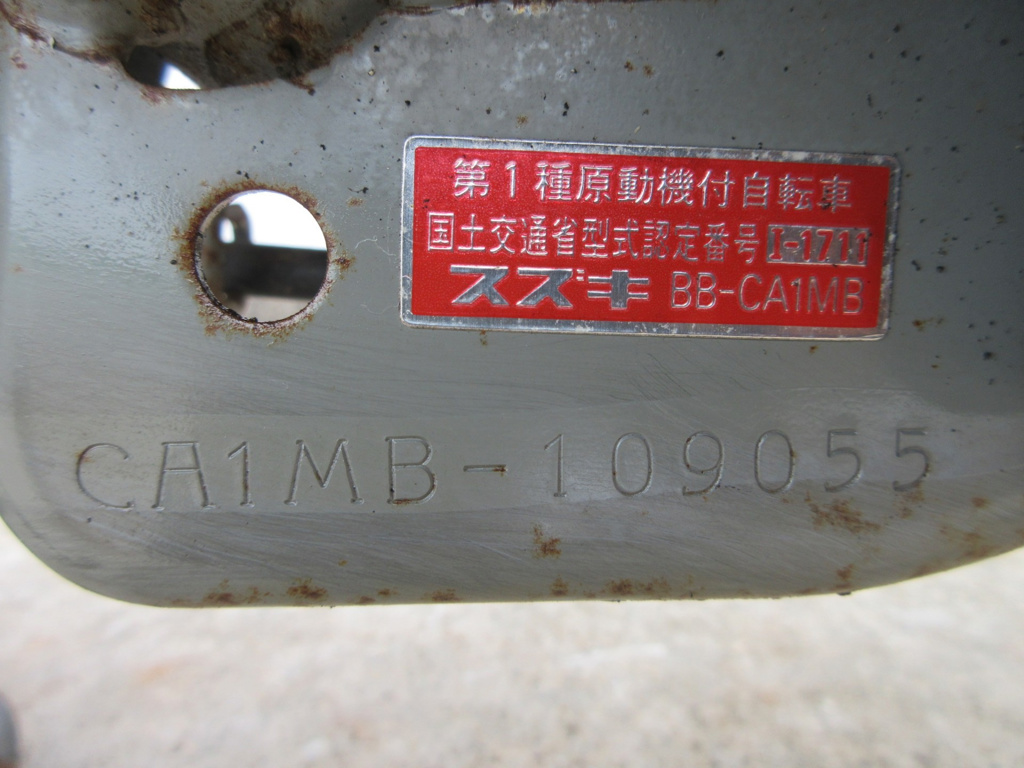 第1種原動機付自転車
国土交通省型式認定番号 I-1711
スズキ BB-CA1MB
CA1MB-109055